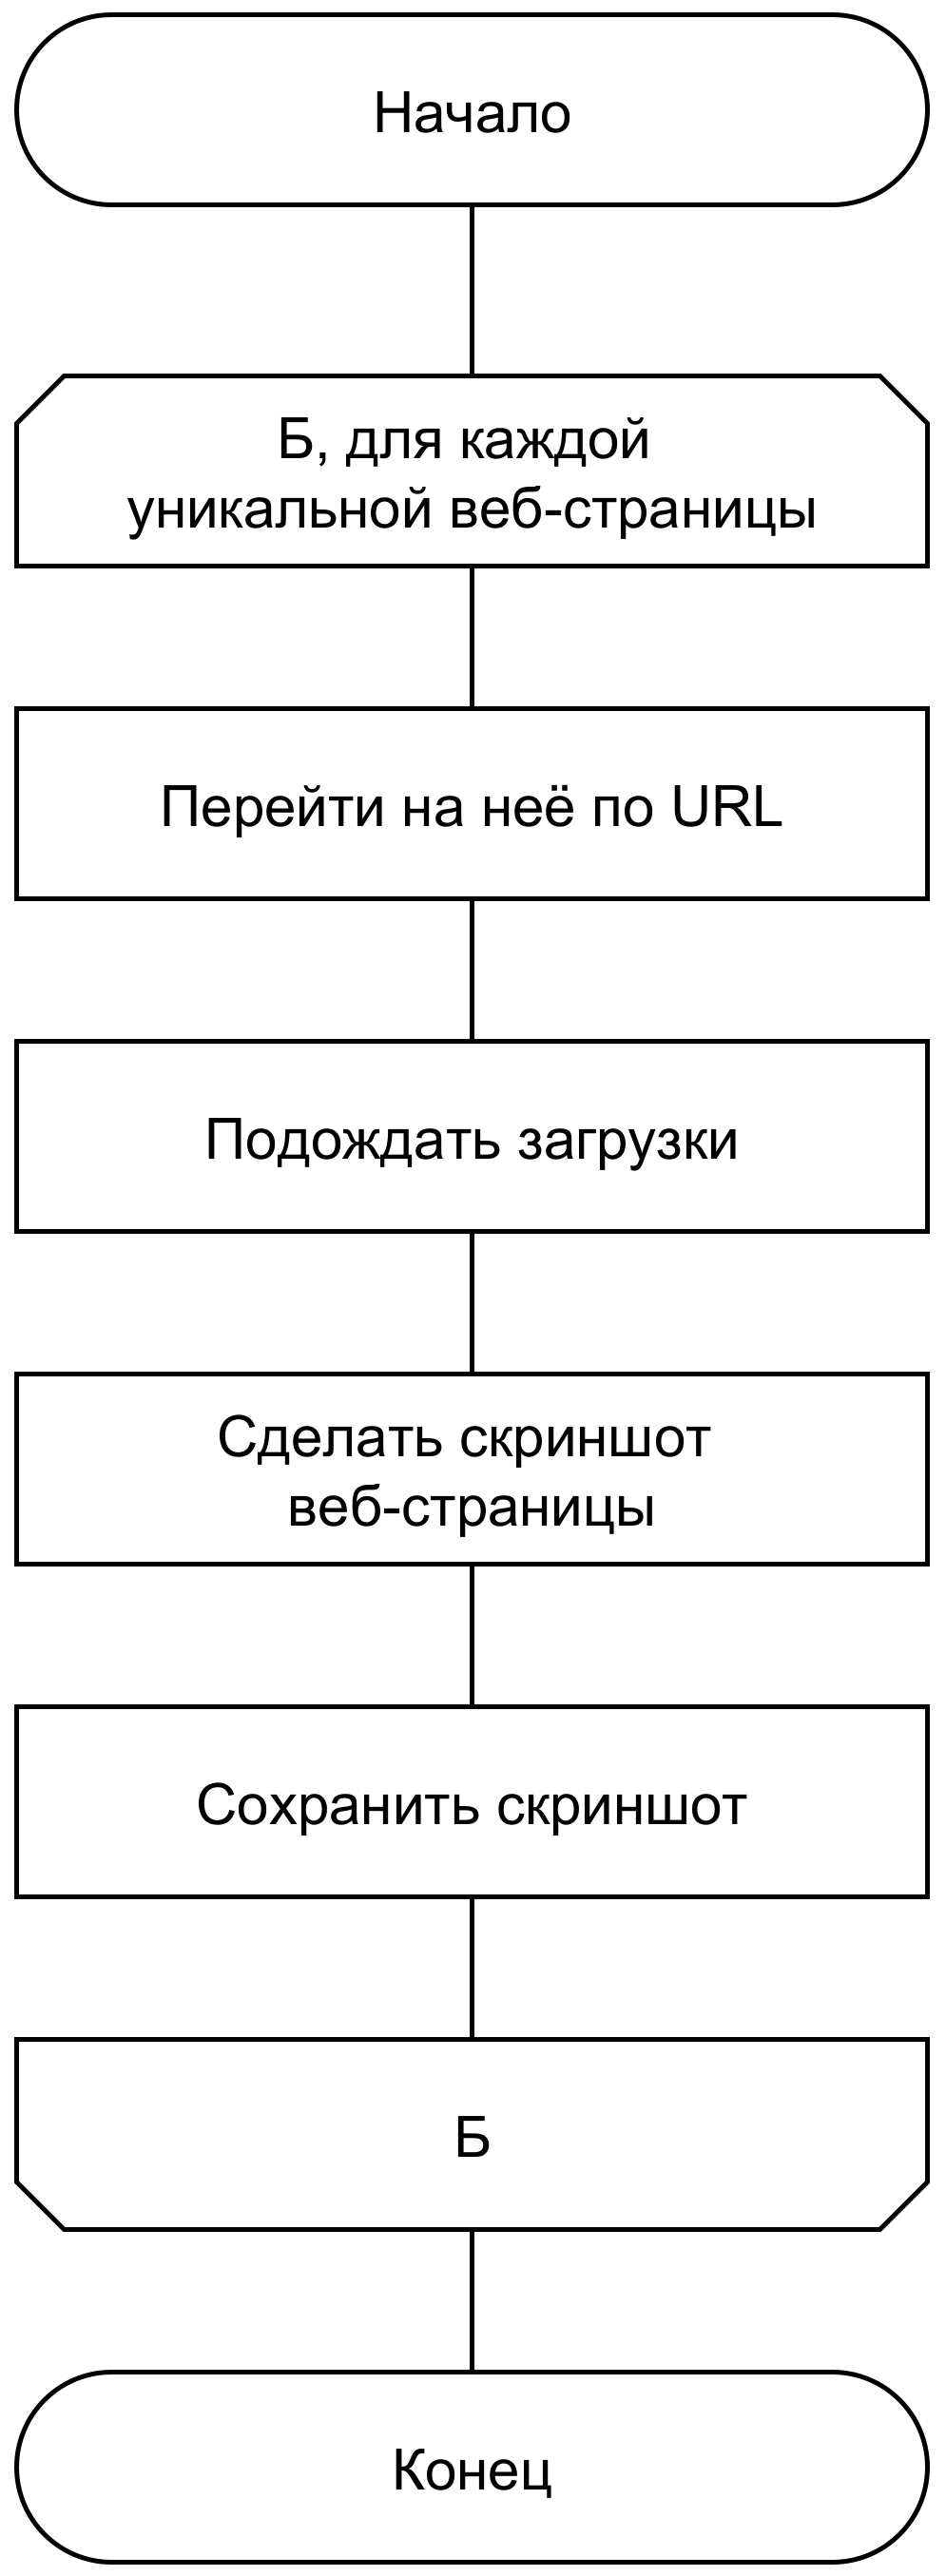 Начало
Б, для каждой
уникальной веб-страницы
Перейти на неё по URL
Подождать загрузки
Сделать скриншот
веб-страницы
Сохранить скриншот
Б
Конец